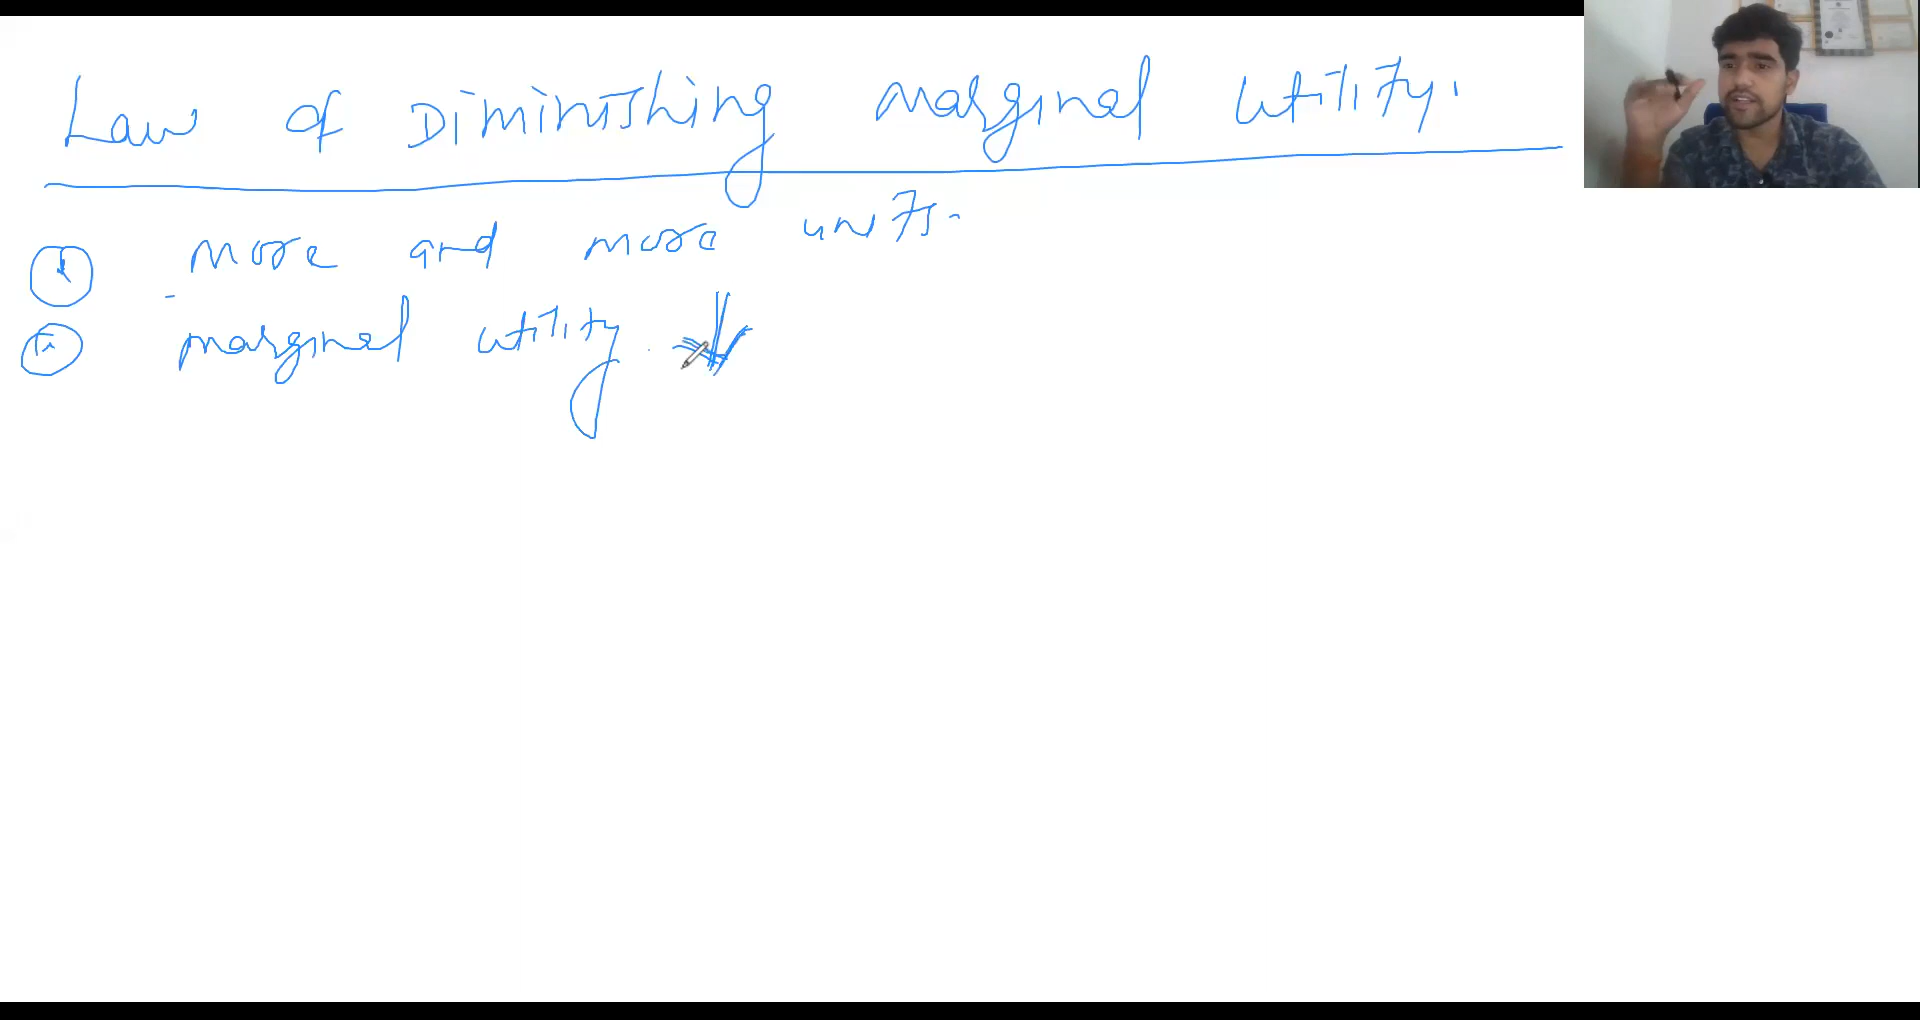 Law of Diminishing marginal utility.
① more and more units.
② marginal utility ↓